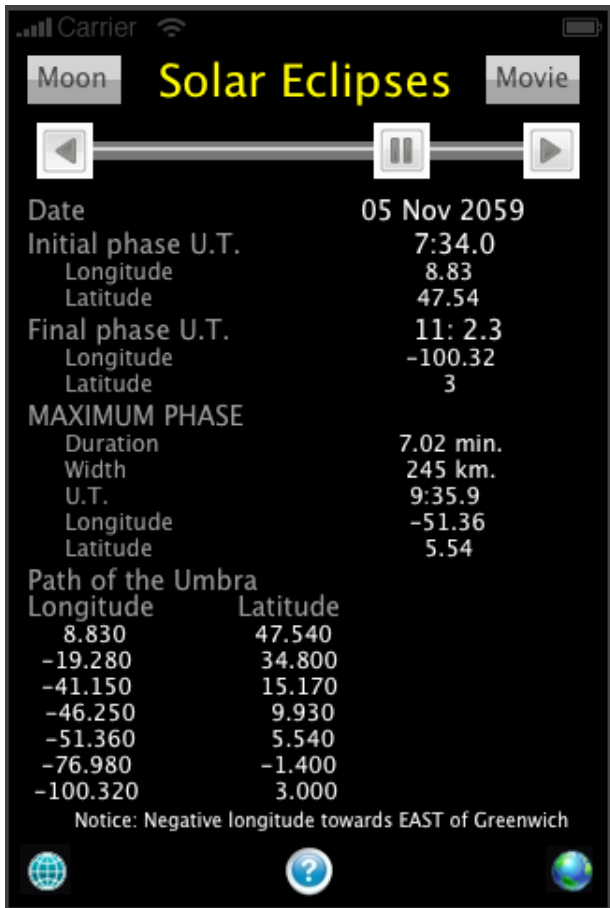 Carrier
Moon Solar Eclipses Movie
Date 05 Nov 2059
Initial phase U.T. 7:34.0
Longitude 8.83
Latitude 47.54
Final phase U.T. 11: 2.3
Longitude -100.32
Latitude 3
MAXIMUM PHASE
Duration 7.02 min.
Width 245 km.
U.T. 9:35.9
Longitude -51.36
Latitude 5.54
Path of the Umbra
Longitude Latitude
8.830 47.540
-19.280 34.800
-41.150 15.170
-46.250 9.930
-51.360 5.540
-76.980 -1.400
-100.320 3.000
Notice: Negative longitude towards EAST of Greenwich
?